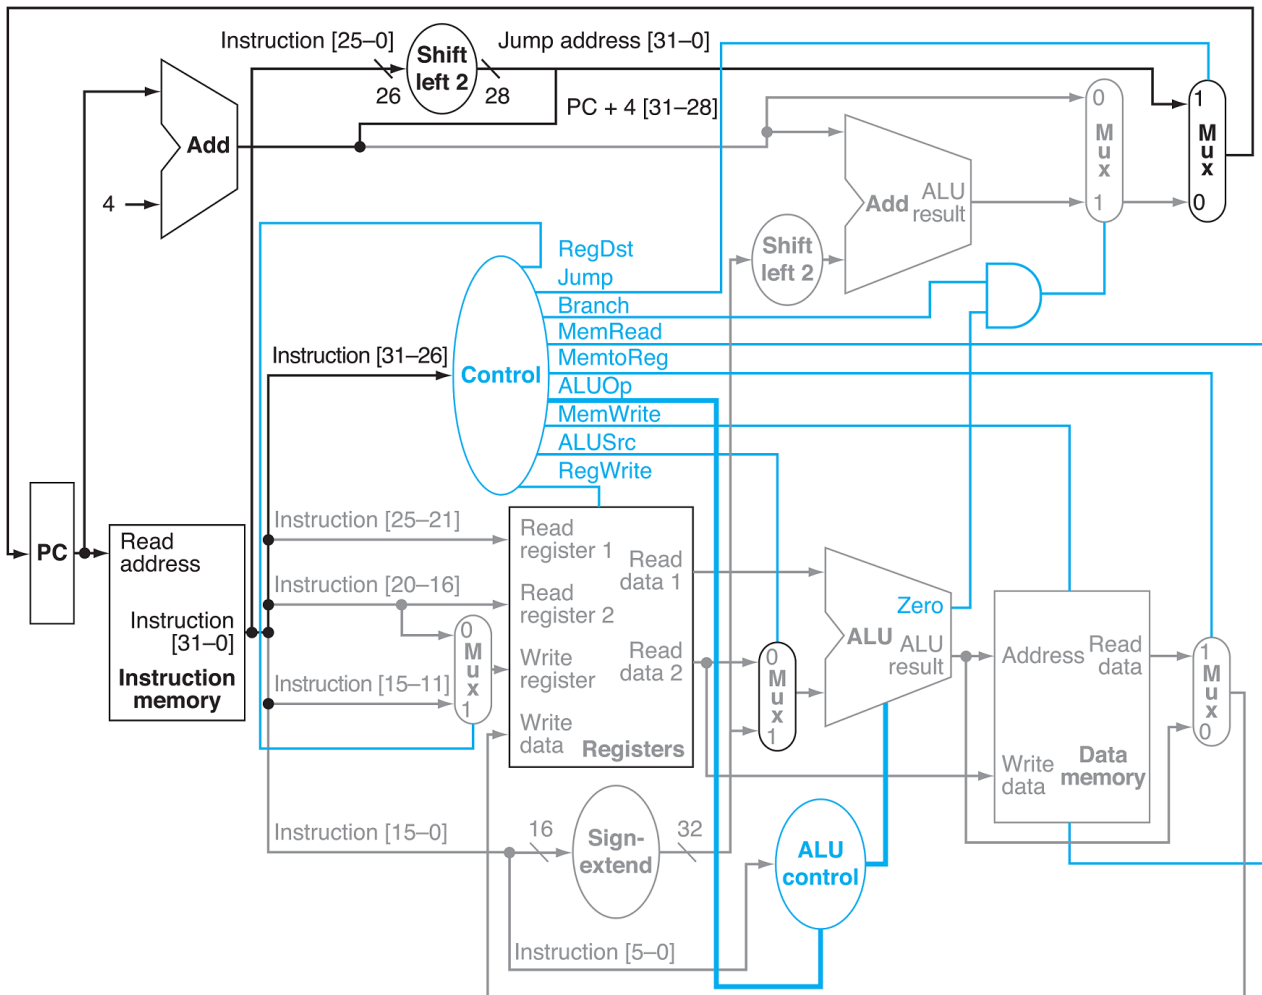 Instruction [25–0]
Shift
left 2
Jump address [31–0]
26
28
PC + 4 [31–28]
Add
4
0
M
u
x
1
1
M
u
x
0
Add
ALU
result
Shift
left 2
RegDst
Jump
Branch
MemRead
MemtoReg
ALUOp
MemWrite
ALUSrc
RegWrite
Instruction [31–26]
Control
PC
Read
address
Instruction
[31–0]
Instruction
memory
Instruction [25–21]
Instruction [20–16]
Instruction [15–11]
0
M
u
x
1
Read
register 1
Read
register 2
Write
register
Write
data
Read
data 1
Read
data 2
Registers
0
M
u
x
1
Zero
ALU
ALU
result
Address
Read
data
Write
data
Data
memory
1
M
u
x
0
Instruction [15–0]
16
Sign-
extend
32
ALU
control
Instruction [5–0]